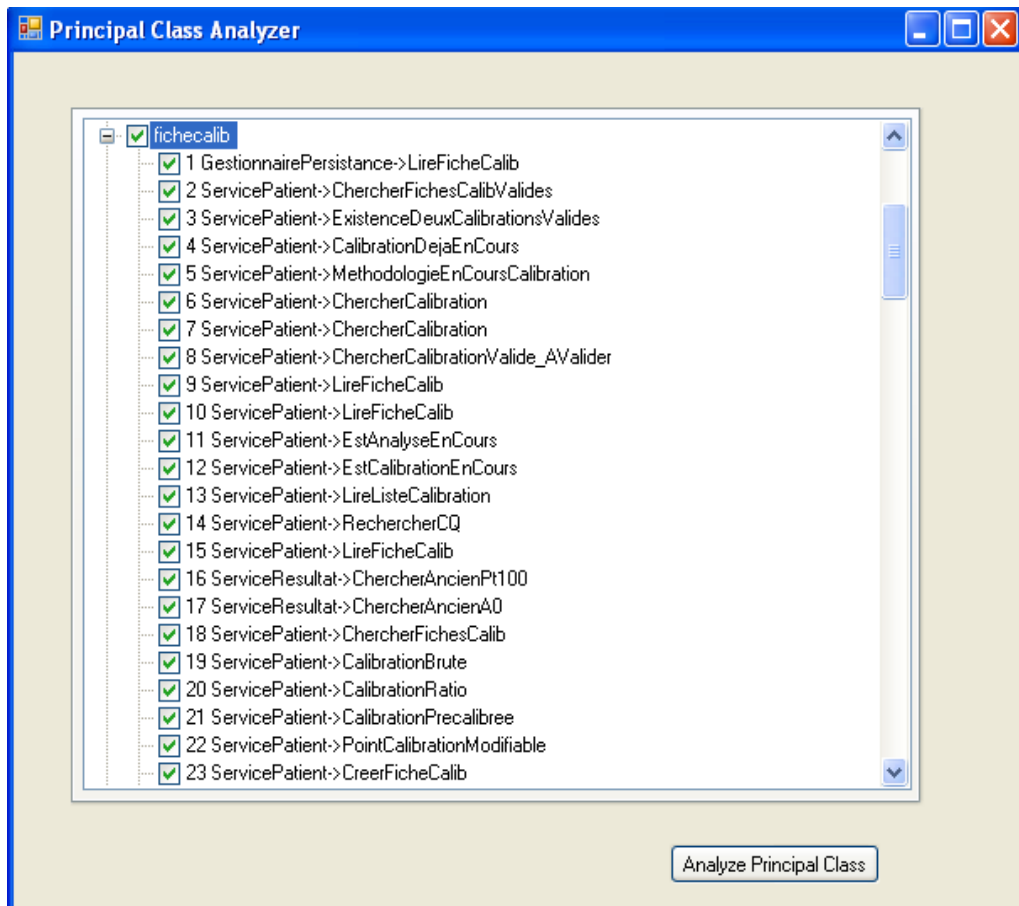 Principal Class Analyzer
fichecalib
1 GestionnairePersistance->LireFicheCalib
2 ServicePatient->ChercherFichesCalibValides
3 ServicePatient->ExistenceDeuxCalibrationsValides
4 ServicePatient->CalibrationDejaEnCours
5 ServicePatient->MethodologieEnCoursCalibration
6 ServicePatient->ChercherCalibration
7 ServicePatient->ChercherCalibration
8 ServicePatient->ChercherCalibrationValide_AValider
9 ServicePatient->LireFicheCalib
10 ServicePatient->LireFicheCalib
11 ServicePatient->EstAnalyseEnCours
12 ServicePatient->EstCalibrationEnCours
13 ServicePatient->LireListeCalibration
14 ServicePatient->RechercherCQ
15 ServicePatient->LireFicheCalib
16 ServiceResultat->ChercherAncienPt100
17 ServiceResultat->ChercherAncienA0
18 ServicePatient->ChercherFichesCalib
19 ServicePatient->CalibrationBrute
20 ServicePatient->CalibrationRatio
21 ServicePatient->CalibrationPrecalibree
22 ServicePatient->PointCalibrationModifiable
23 ServicePatient->CreerFicheCalib
Analyze Principal Class